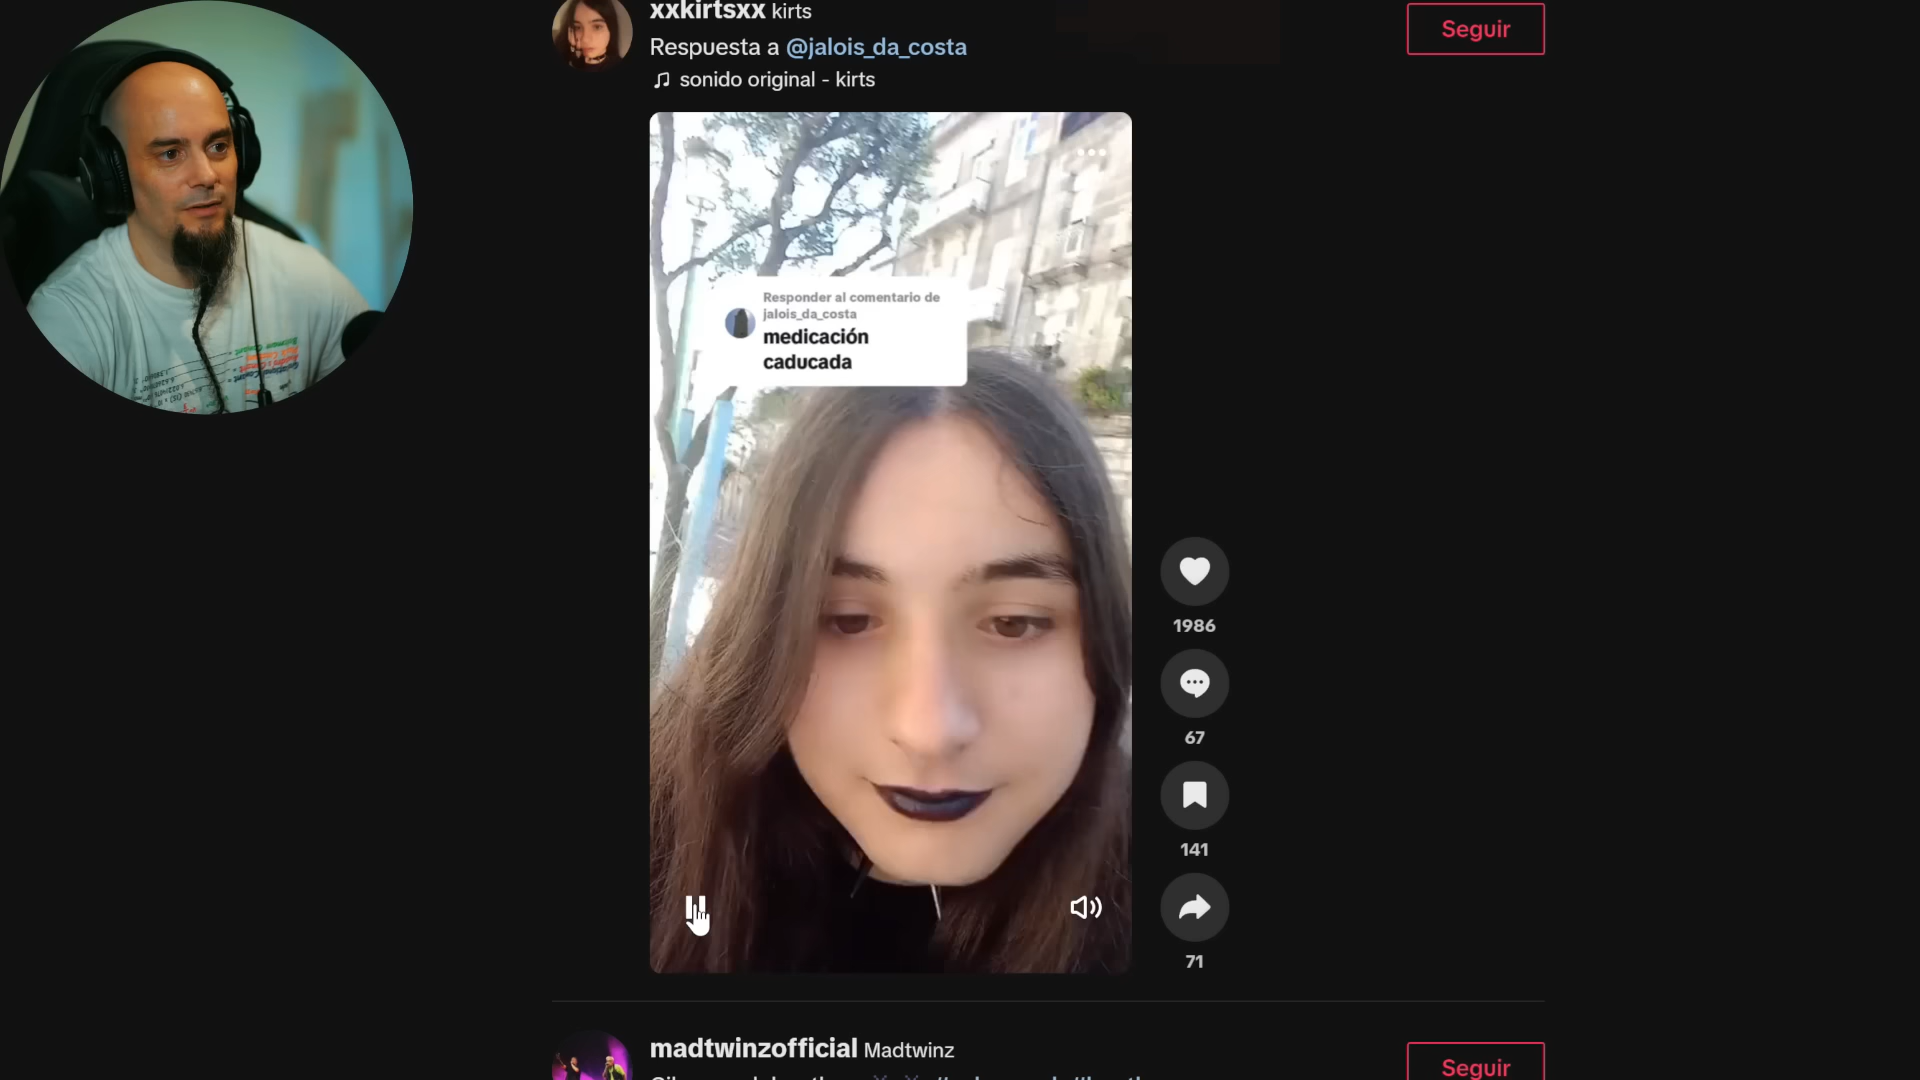 xxkirtsxx kirts
Respuesta a @jalois_da_costa
sonido original - kirts
Seguir
Responder al comentario de
jalois_da_costa
medicación
caducada
1986
67
141
71
madtwinzofficial Madtwinz
Seguir